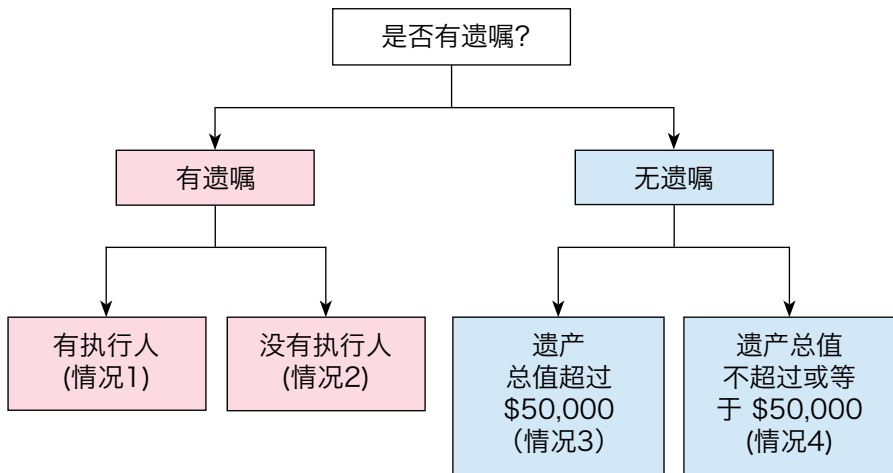 是否有遗嘱?
有遗嘱
无遗嘱
有执行人
(情况1)
没有执行人
(情况2)
遗产
总值超过
$50,000
（情况3）
遗产总值
不超过或等
于 $50,000
(情况4)